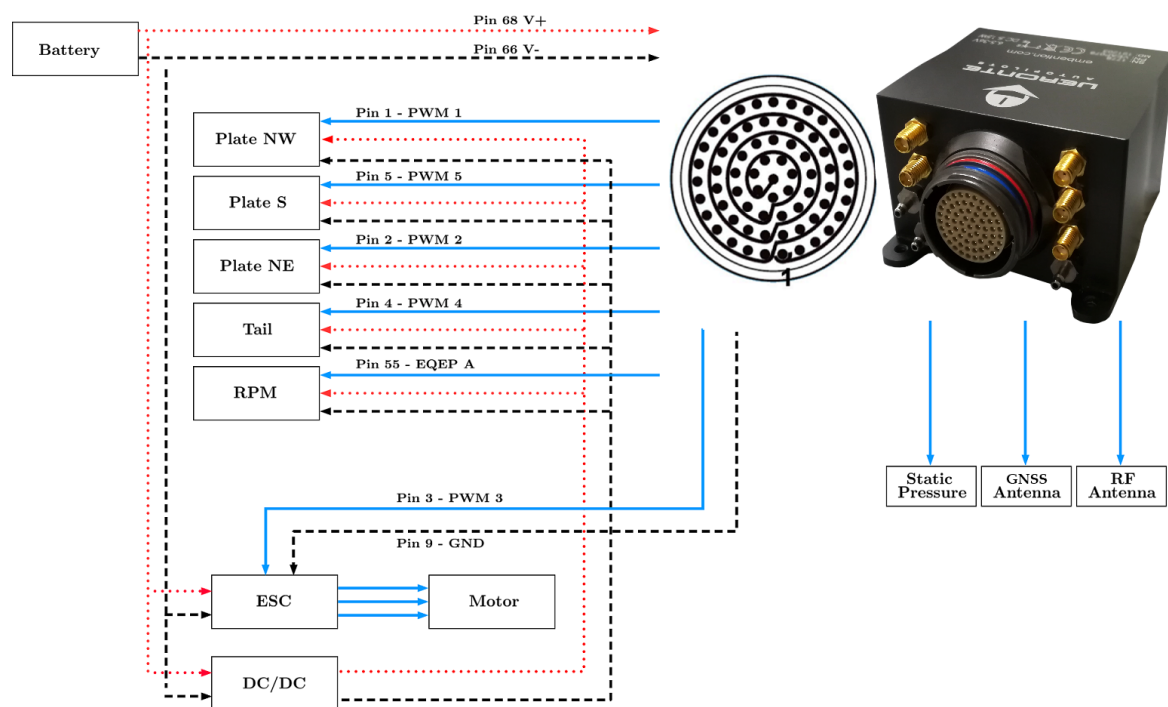 Pin 68 V+
Battery
Pin 66 V-
Pin 1 - PWM 1
Plate NW
Pin 5 - PWM 5
Plate S
Pin 2 - PWM 2
Plate NE
Pin 4 - PWM 4
Tail
Pin 55 - EQEP A
RPM
1
embention.com
VERONTE
AUTOPILOTS
Static
Pressure
GNSS
Antenna
RF
Antenna
Pin 3 - PWM 3
Pin 9 - GND
ESC
Motor
DC/DC